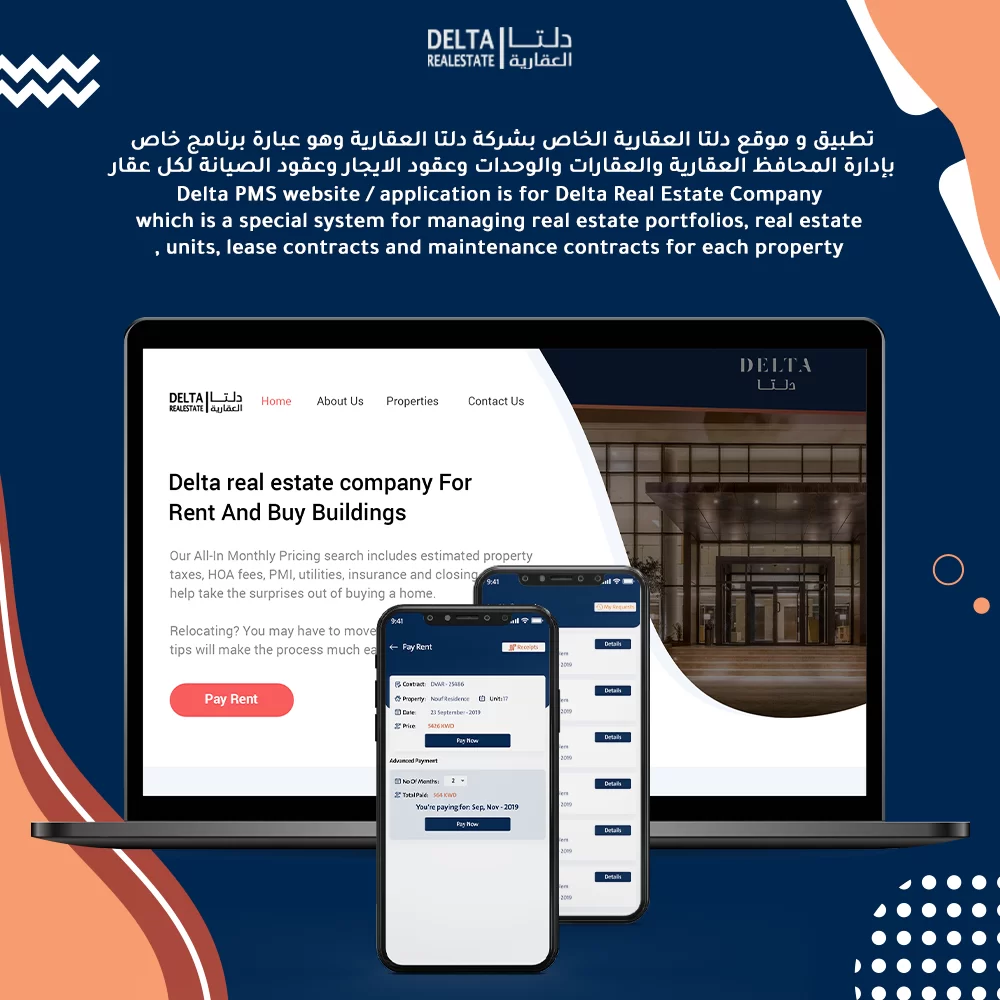 DELTA دلتا
REALESTATE العقارية
تطبيق و موقع دلتا العقارية الخاص بشركة دلتا العقارية وهو عبارة برنامج خاص
بإدارة المحافظ العقارية والعقارات والوحدات وعقود الايجار وعقود الصيانة لكل عقار
Delta PMS website / application is for Delta Real Estate Company
which is a special system for managing real estate portfolios, real estate
, units, lease contracts and maintenance contracts for each property
DELTA
دلتا
DELTA دلتا
REALESTATE العقارية
Home About Us Properties Contact Us
Delta real estate company For
Rent And Buy Buildings
Our All-In Monthly Pricing search includes estimated property
taxes, HOA fees, PMI, utilities, insurance and closing
help take the surprises out of buying a home.
Relocating? You may have to move
tips will make the process much ea
Pay Rent
9:41
My Requests
Details
2019
Details
2019
Details
2019
Details
2019
Details
2019
Details
2019
9:41
Pay Rent Receipts
Contract: DVAR - 25486
Property: Nouf Residence Unit: 17
Date: 23 September - 2019
Price: KWD
Pay Now
Advanced Payment
No Of Months: 2
Total Paid: KWD
You're paying for: Sep, Nov - 2019
Pay Now